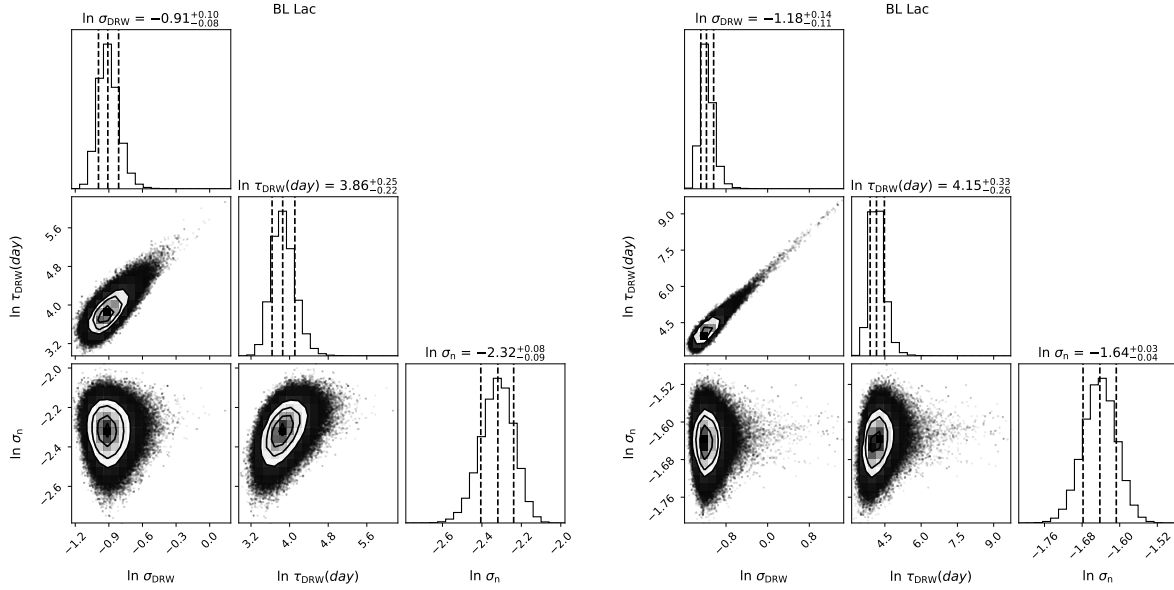 BL Lac
ln σ_DRW = −0.91^{+0.10}_{−0.08}
ln τ_DRW(day) = 3.86^{+0.25}_{−0.22}
ln σ_n = −2.32^{+0.08}_{−0.09}
ln τ_DRW(day)
5.6
4.8
4.0
3.2
ln σ_n
−2.0
−2.2
−2.4
−2.6
−1.2 −0.9 −0.6 0.0
3.2 4.0 4.8 5.6
−2.6 −2.4 −2.2 −2.0
ln σ_DRW
ln τ_DRW(day)
ln σ_n
BL Lac
ln σ_DRW = −1.18^{+0.14}_{−0.11}
ln τ_DRW(day) = 4.15^{+0.33}_{−0.26}
ln σ_n = −1.64^{+0.03}_{−0.04}
ln τ_DRW(day)
9.0
7.5
6.0
4.5
ln σ_n
−1.52
−1.60
−1.68
−1.76
−0.8 0.0 0.8
4.5 6.0 7.5 9.0
−1.76 −1.68 −1.60 −1.52
ln σ_DRW
ln τ_DRW(day)
ln σ_n